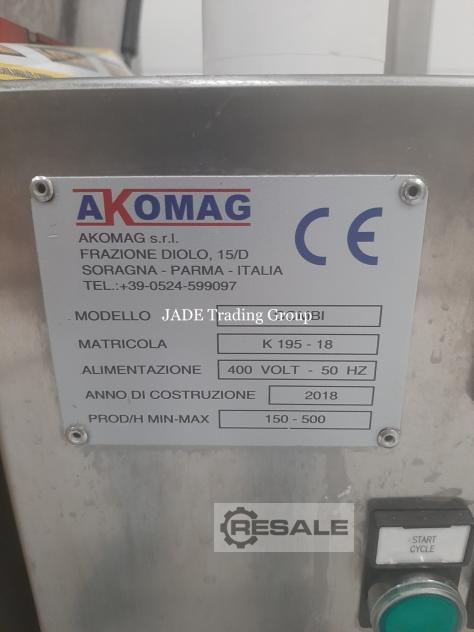 AKOMAG
CE
AKOMAG s.r.l.
FRAZIONE DIOLO, 15/D
SORAGNA - PARMA - ITALIA
TEL.:+39-0524-599097
MODELLO
JADE Trading Group
MATRICOLA K 195 - 18
ALIMENTAZIONE 400 VOLT - 50 HZ
ANNO DI COSTRUZIONE 2018
PROD/H MIN-MAX 150 - 500
RESALE
START
CYCLE